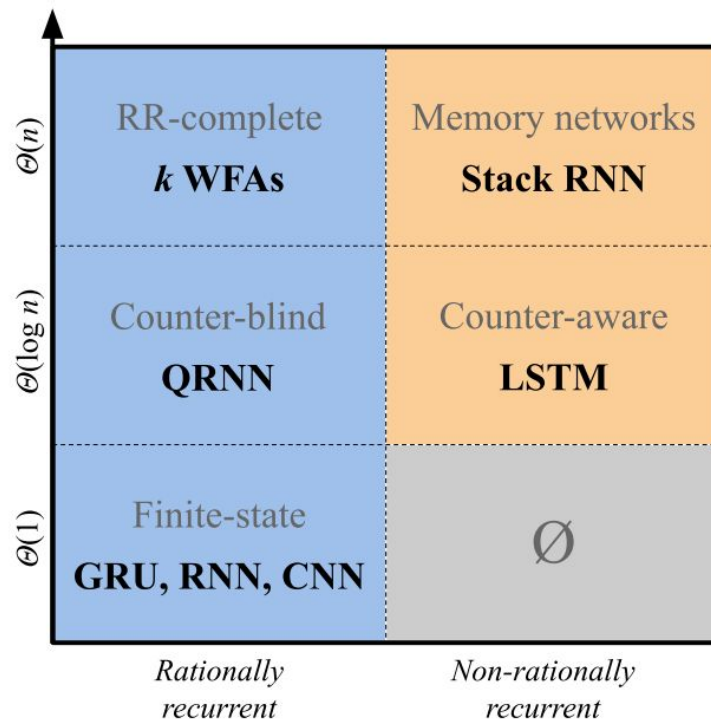 Θ(n)
RR-complete
k WFAs
Memory networks
Stack RNN
Θ(log n)
Counter-blind
QRNN
Counter-aware
LSTM
Θ(1)
Finite-state
GRU, RNN, CNN
Ø
Rationally
recurrent
Non-rationally
recurrent